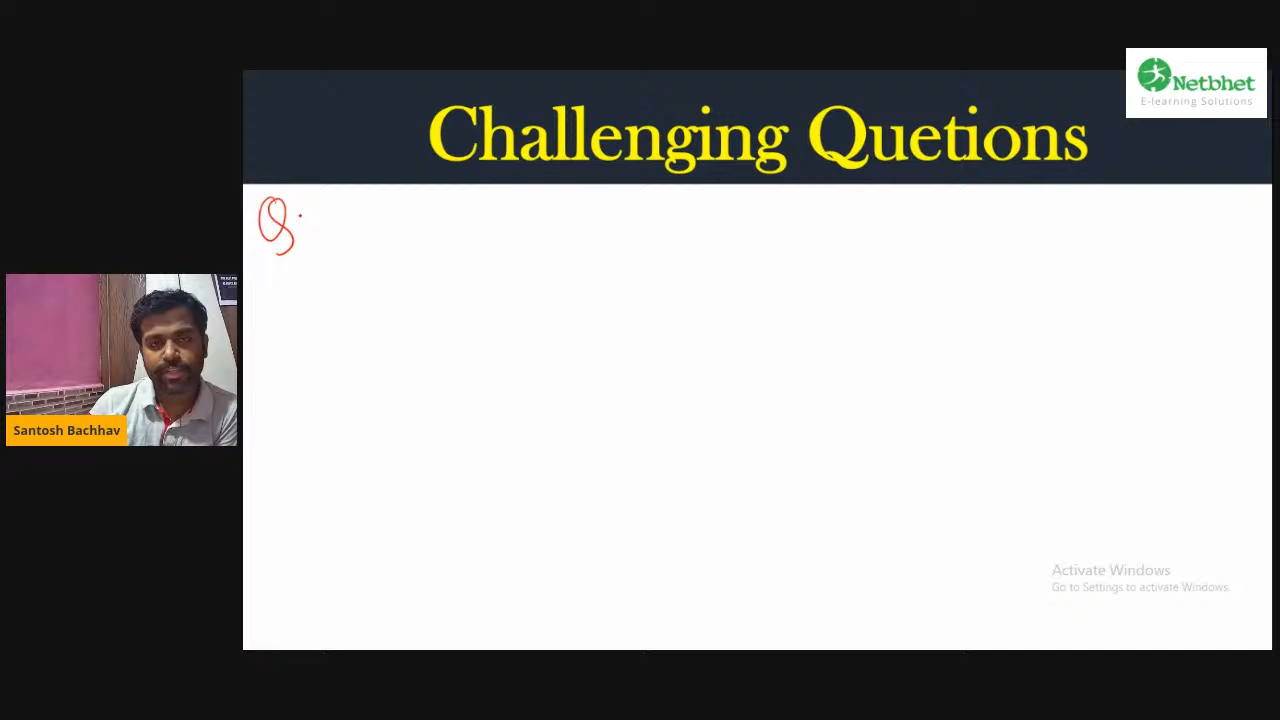 Netbhet
E-learning Solutions
Challenging Quetions
Q.
Santosh Bachhav
Activate Windows
Go to Settings to activate Windows.